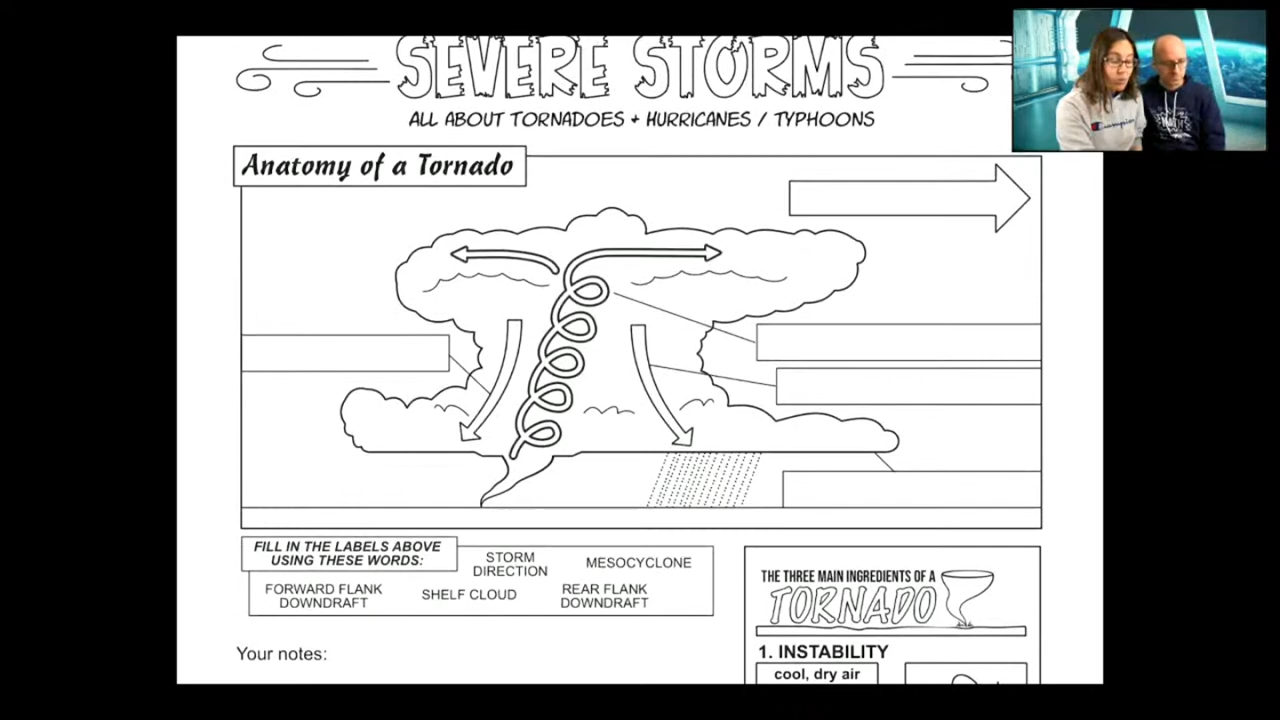 SEVERE STORMS
ALL ABOUT TORNADOES + HURRICANES / TYPHOONS
Anatomy of a Tornado
FILL IN THE LABELS ABOVE
USING THESE WORDS:
STORM
DIRECTION
MESOCYCLONE
FORWARD FLANK
DOWNDRAFT
SHELF CLOUD
REAR FLANK
DOWNDRAFT
Your notes:
THE THREE MAIN INGREDIENTS OF A
TORNADO
1. INSTABILITY
cool, dry air
Champion